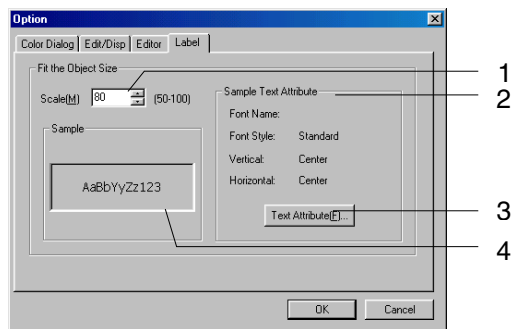 Option
Color Dialog Edit/Disp Editor Label
Fit the Object Size
Scale(M) 80 (50-100)
Sample
AaBbYyZz123
Sample Text Attribute
Font Name:
Font Style: Standard
Vertical: Center
Horizontal: Center
Text Attribute(F)...
OK Cancel
1
2
3
4